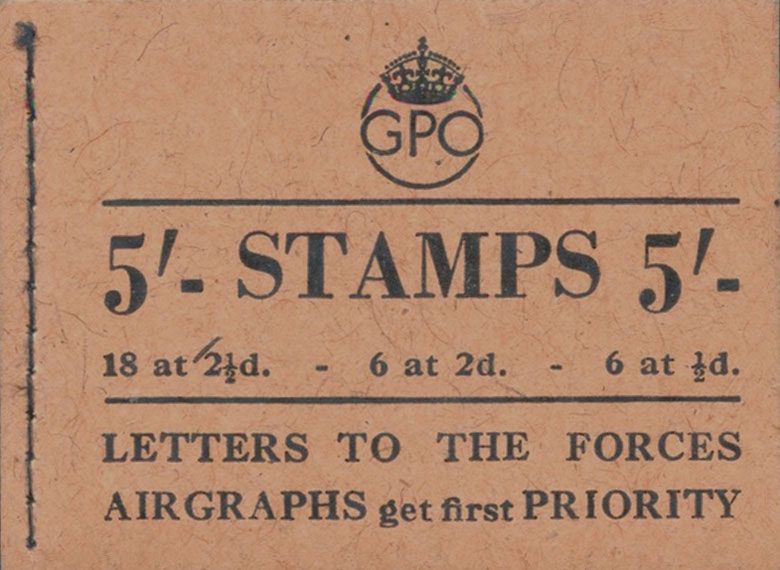 GPO
5/- STAMPS 5/-
18 at 2½d. - 6 at 2d. - 6 at ½d.
LETTERS TO THE FORCES
AIRGRAPHS get first PRIORITY